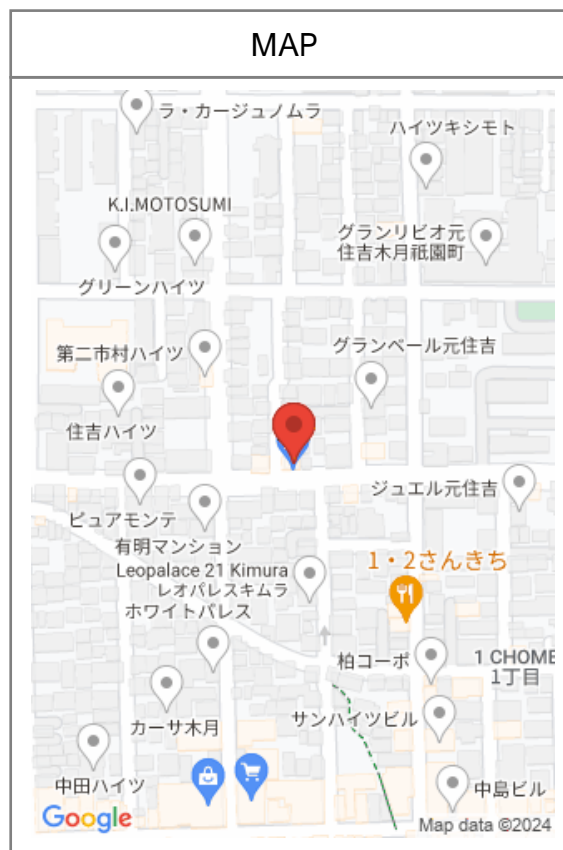 MAP
ラ・カージュノムラ
ハイツキシモト
K.I.MOTOSUMI
グランリビオ元
住吉木月祗園町
グリーンハイツ
グランベール元住吉
第二市村ハイツ
住吉ハイツ
ジュエル元住吉
ピュアモンテ
有明マンション
Leopalace 21 Kimura
レオパレスキムラ
1・2さんきち
ホワイトパレス
柏コーポ
1 CHOME
1丁目
サンハイツビル
カーサ木月
中田ハイツ
中島ビル
Google
Map data ©2024